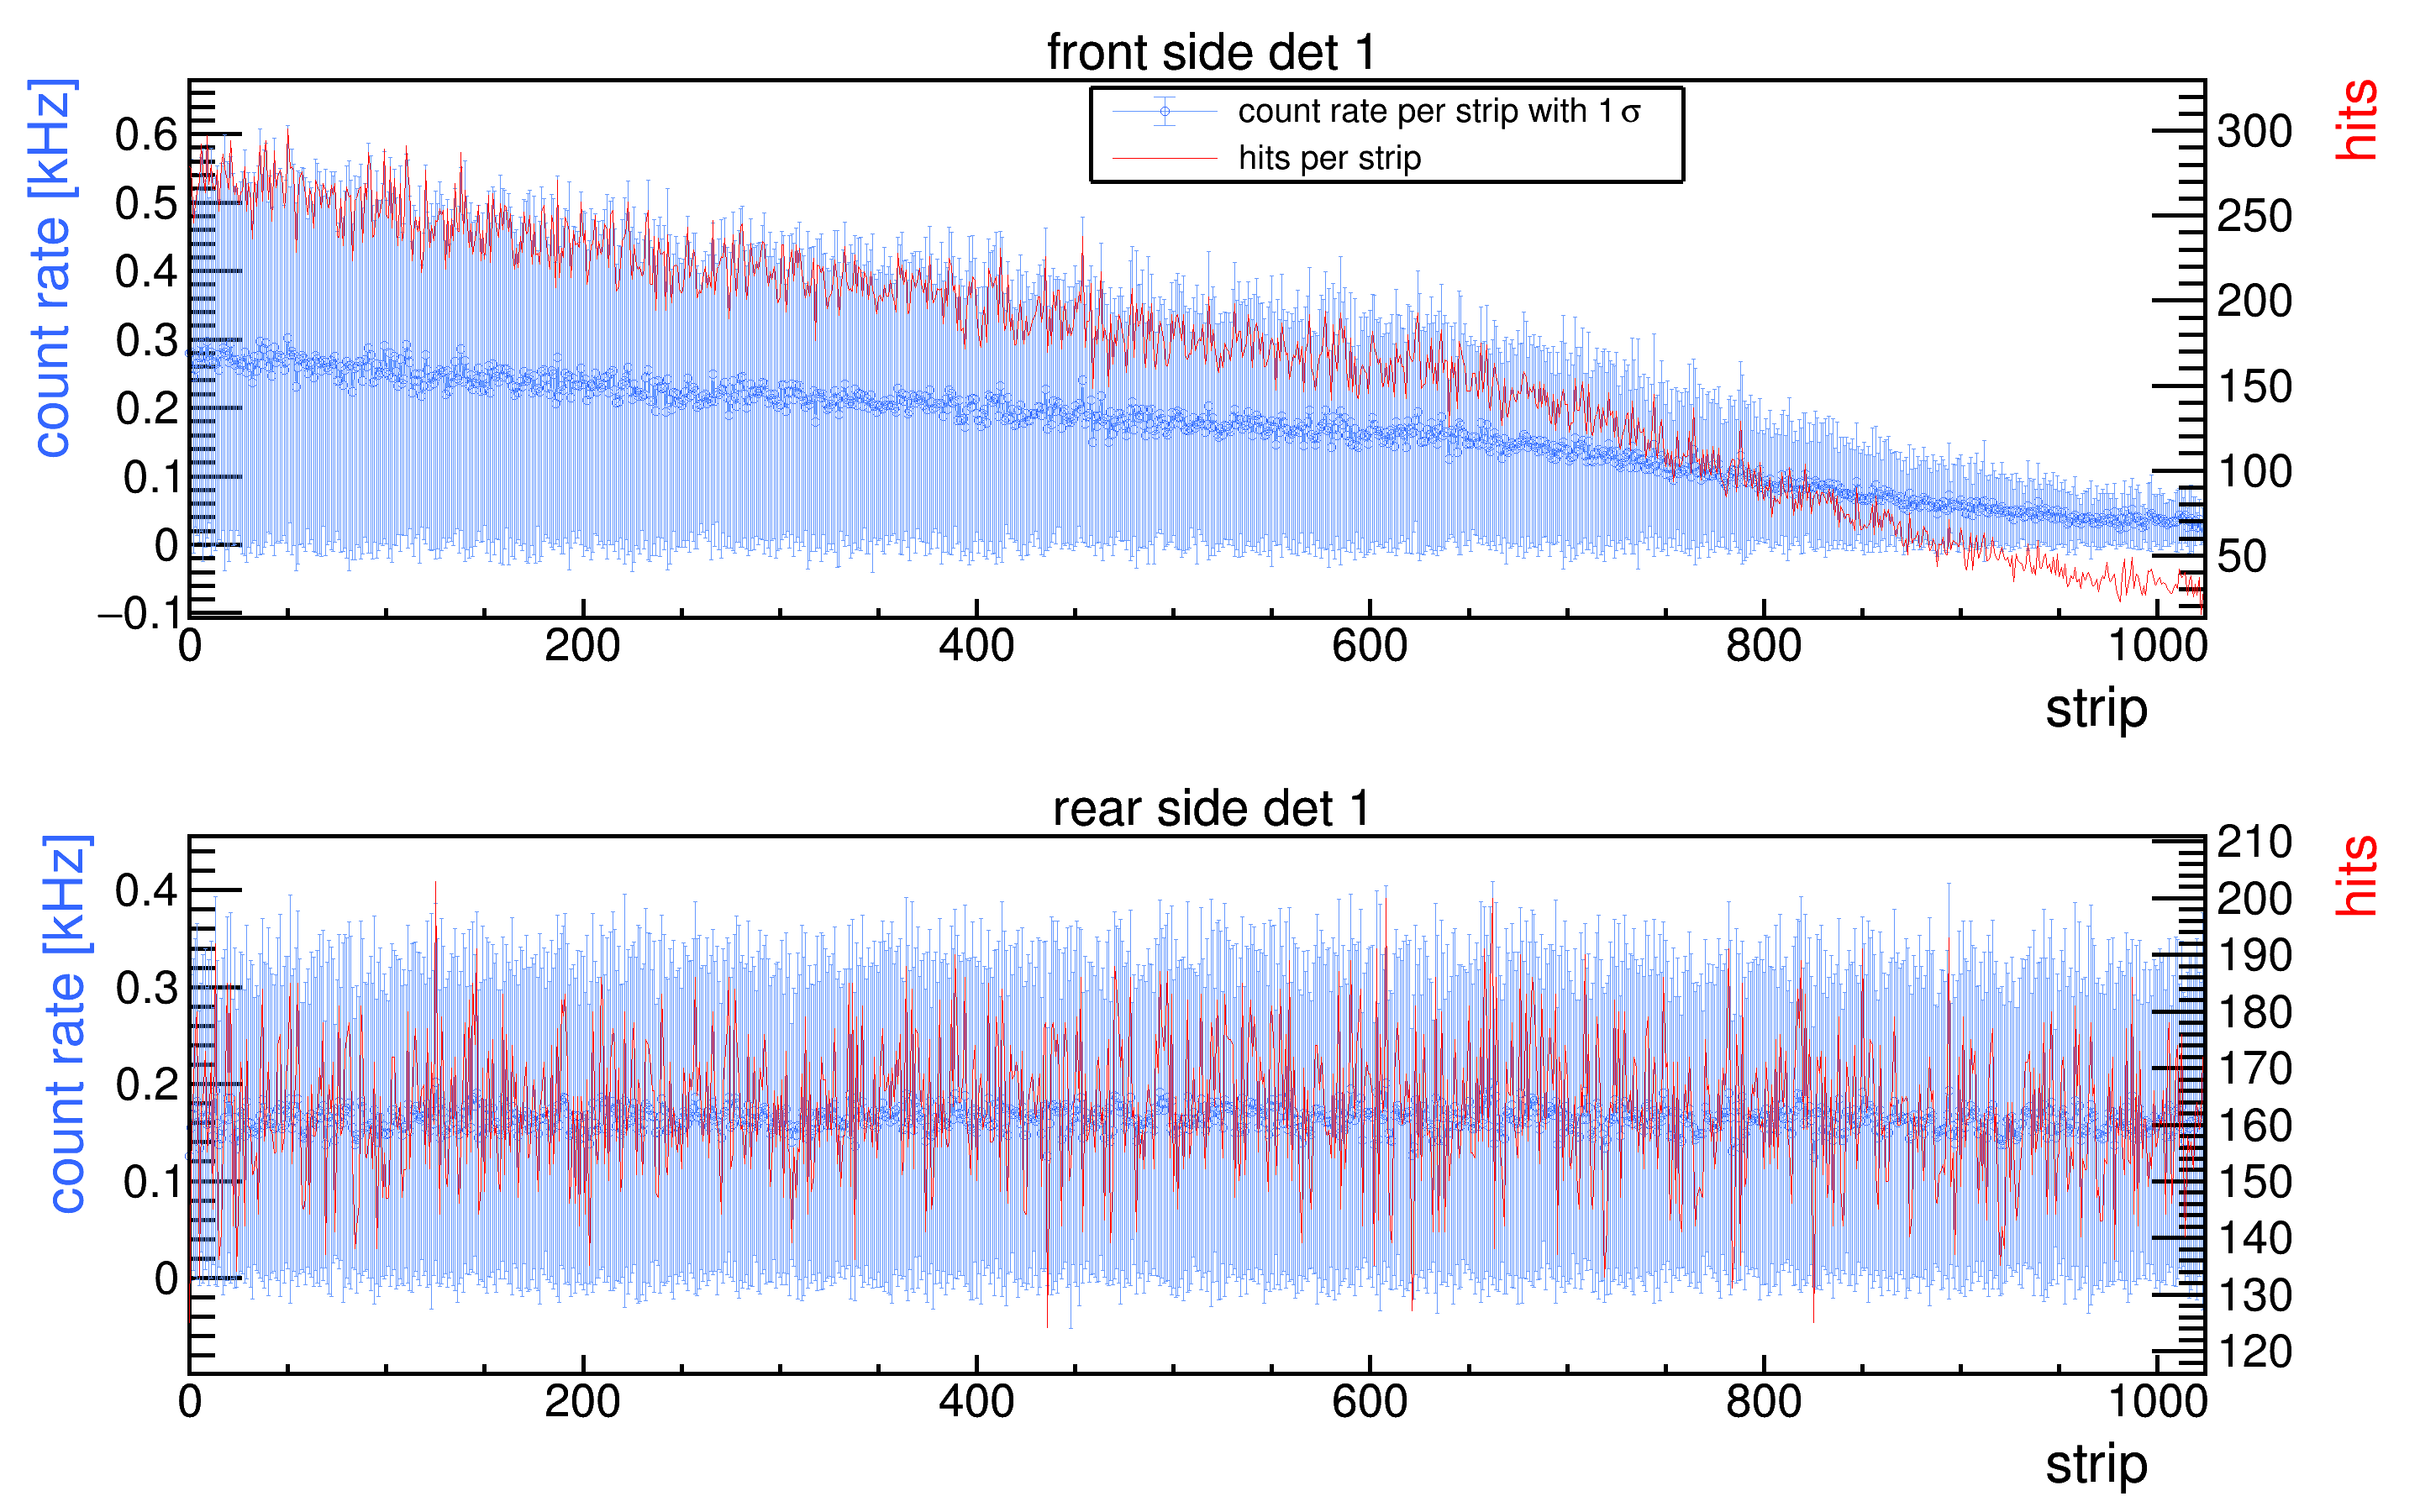 front side det 1
count rate [kHz]
hits
count rate per strip with 1 σ
hits per strip
0.6
0.5
0.4
0.3
0.2
0.1
0
−0.1
300
250
200
150
100
50
0 200 400 600 800 1000
strip
rear side det 1
count rate [kHz]
hits
0.4
0.3
0.2
0.1
0
210
200
190
180
170
160
150
140
130
120
0 200 400 600 800 1000
strip